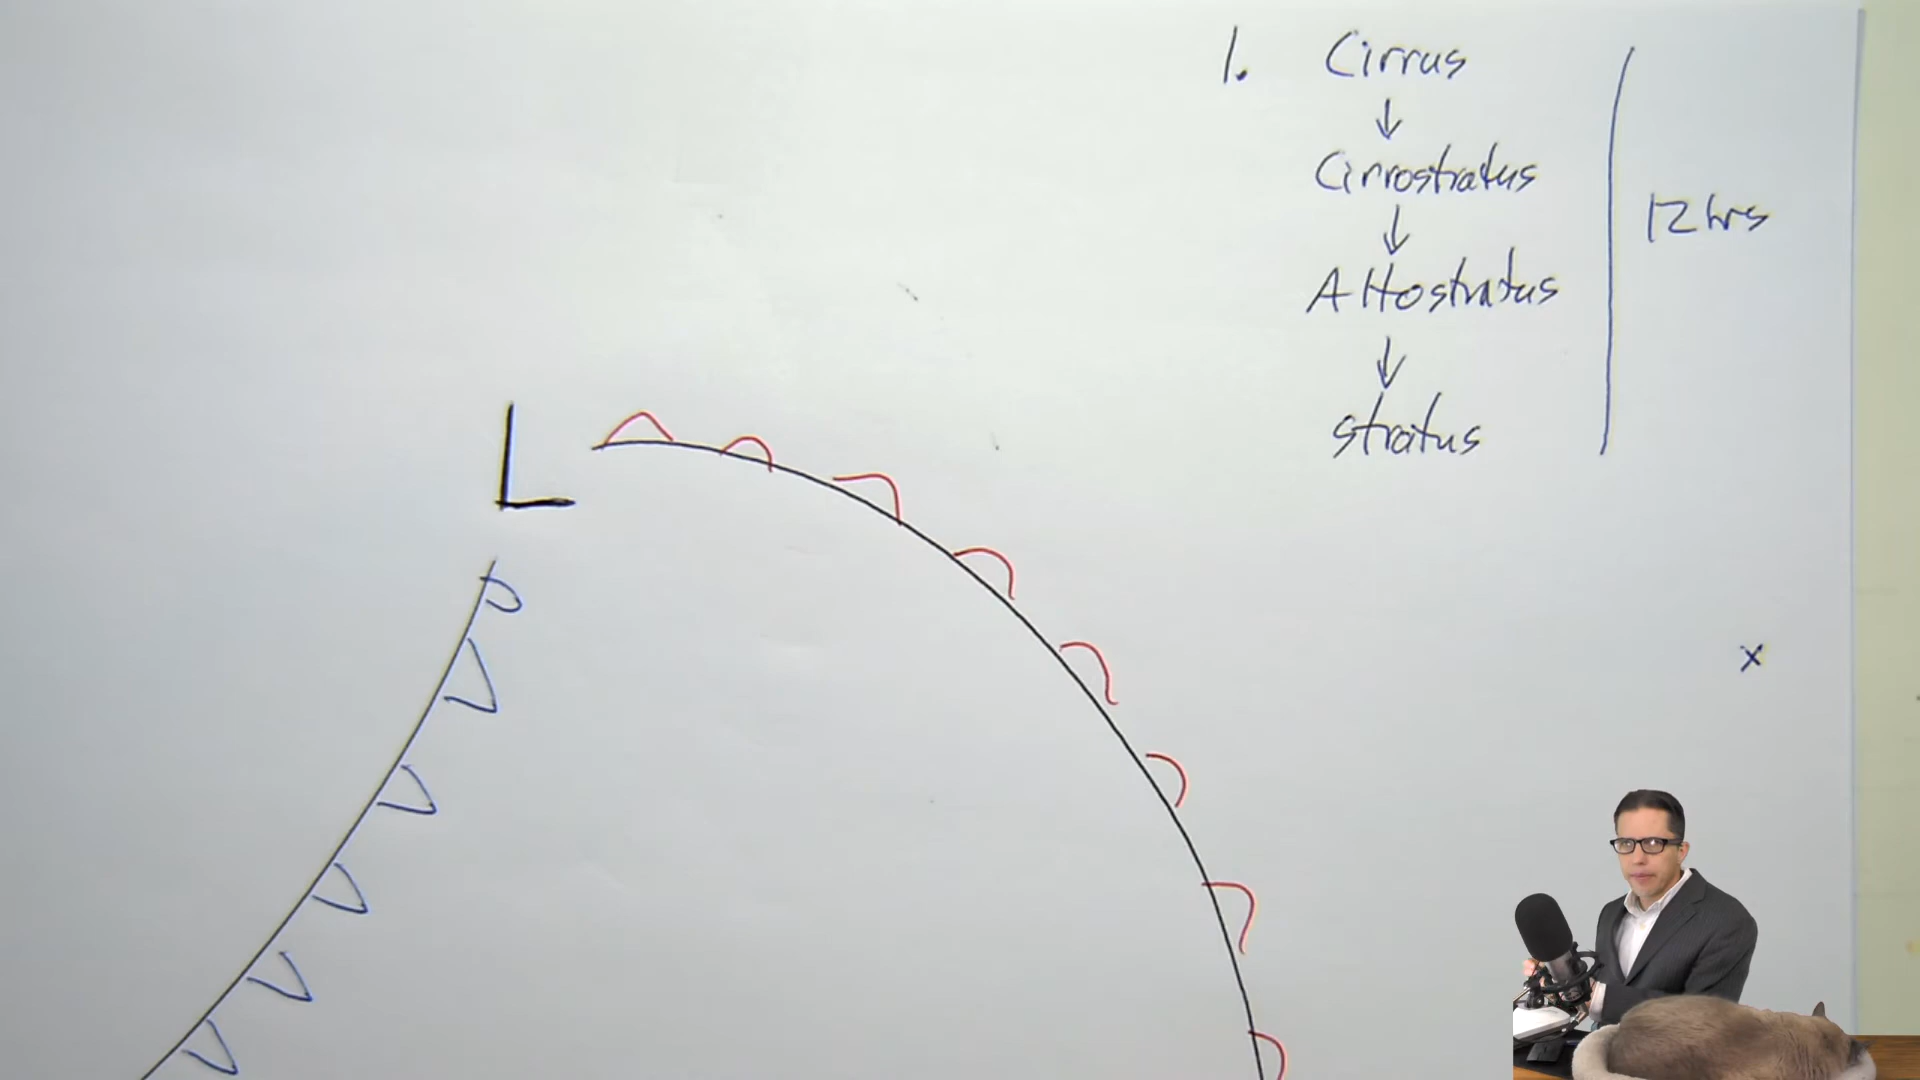 1. Cirrus
↓
Cirrostratus
↓
Altostratus
↓
stratus
12 hrs
L
x